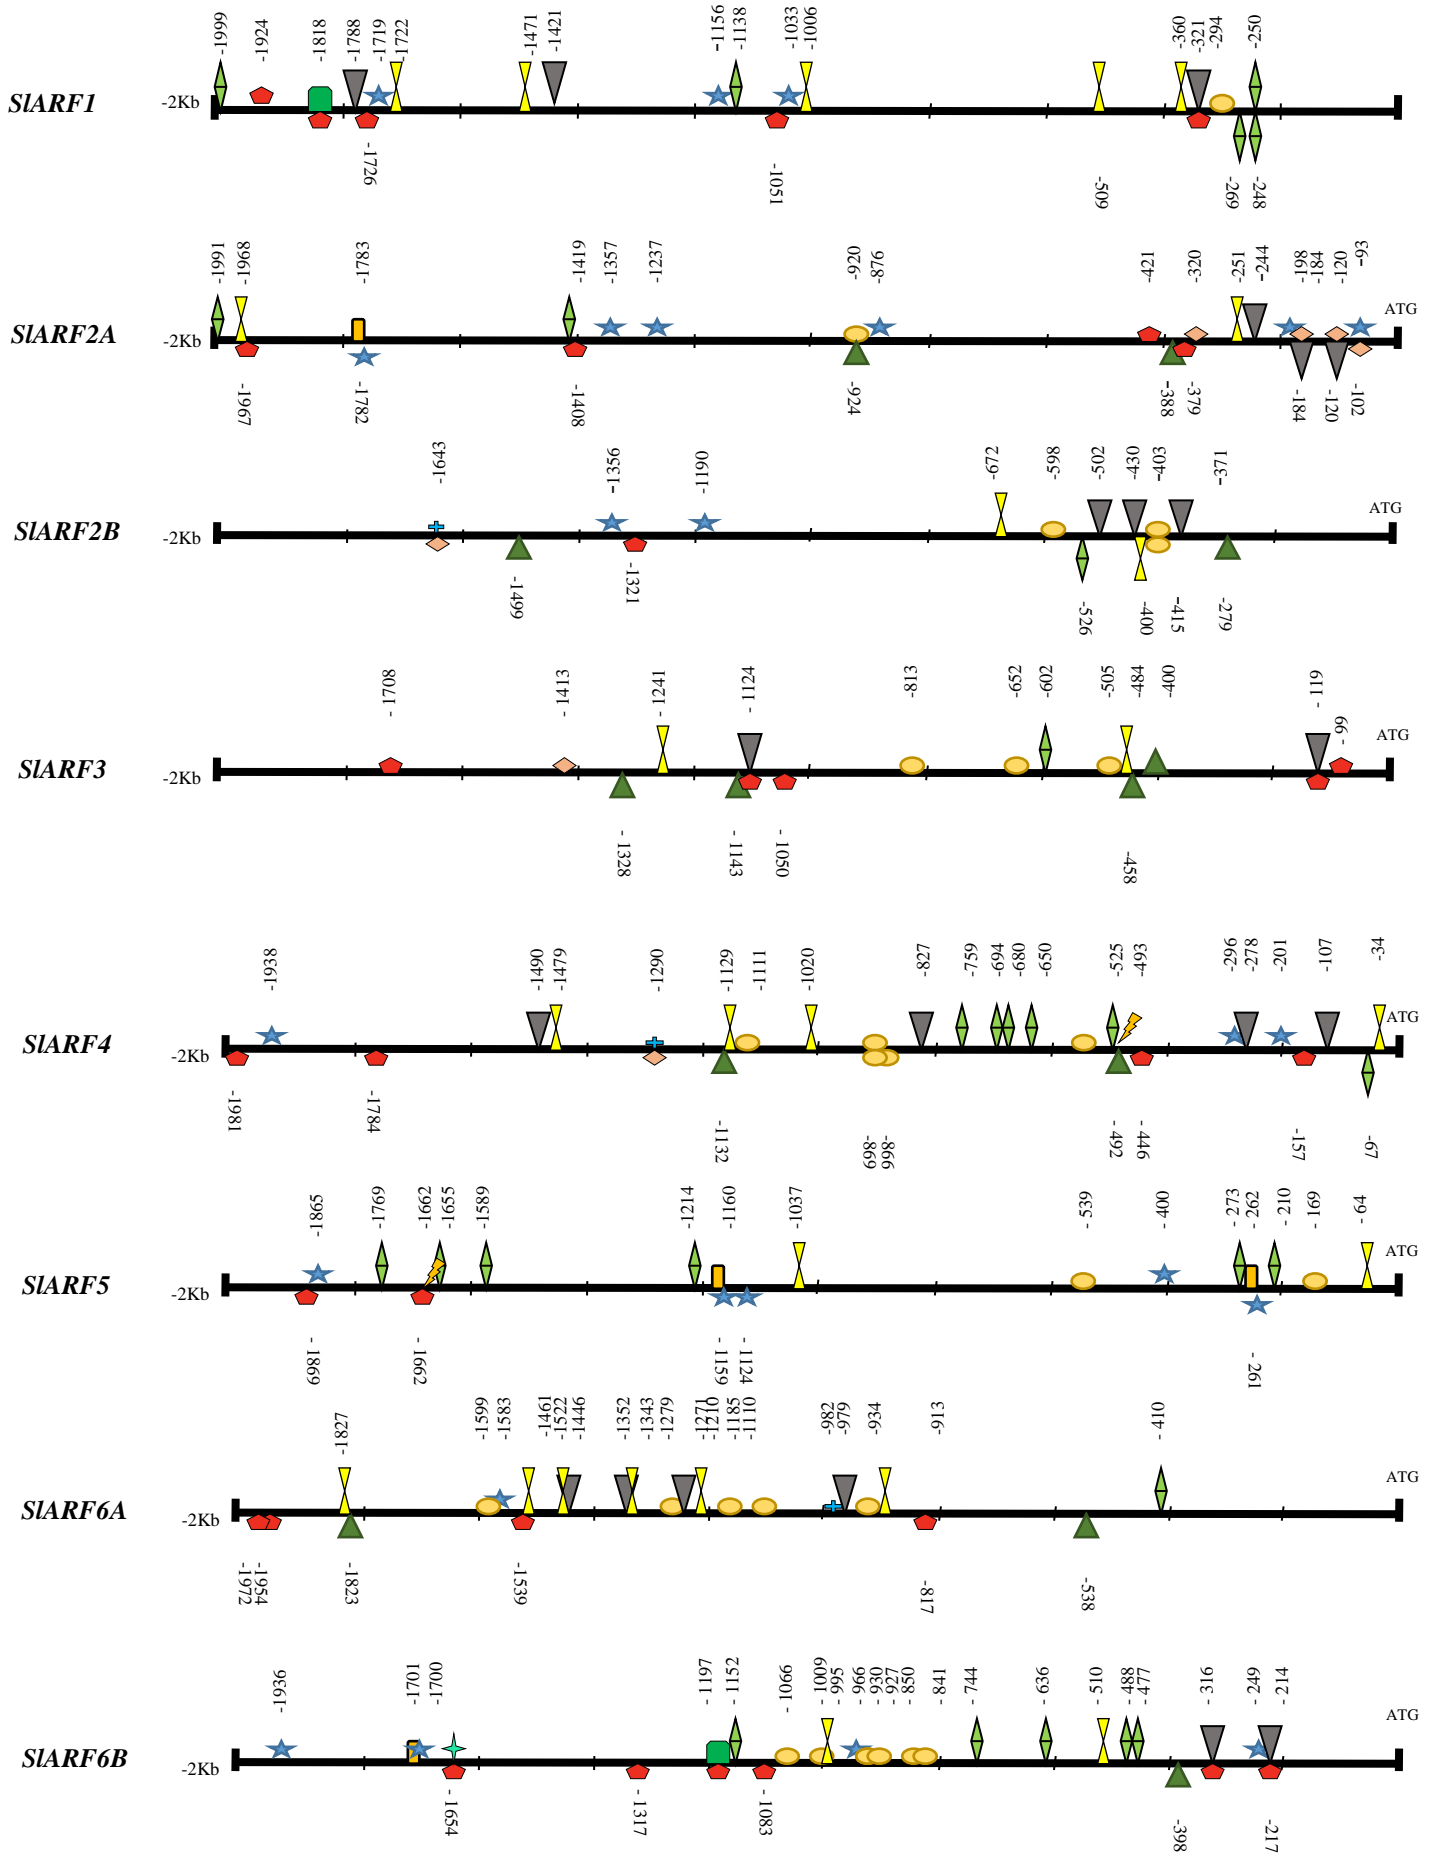 -1999 -1924 -1818 -1788 -1719 -1722 -1471 -1421 -1156 -1138 -1033 -1006 -360 -321 -294 -250
SlARF1 -2Kb
-1726 -1051 -509 -269 -248
-1991 -1968 -1783 -1419 -1357 -1237 -920 -876 -421 -320 -251 -244 -198 -184 -120 -93
SlARF2A -2Kb ATG
-1997 -1782 -1408 -924 -388 -379 -184 -120 -102
-1643 -1356 -1190 -672 -598 -502 -430 -403 -371
SlARF2B -2Kb ATG
-1499 -1321 -526 -400 -415 -279
- 1708 - 1413 - 1241 - 1124 -813 -652 -602 -505 -484 -400 - 119 - 99
SlARF3 -2Kb ATG
- 1328 - 1143 - 1050 -458
-1938 -1490 -1479 -1290 -1129 -1111 -1020 -827 -759 -694 -680 -650 -525 -493 -296 -278 -201 -107 -34
SlARF4 -2Kb ATG
-1981 -1784 -1132 -869 -866 -492 -446 -157 -67
-1865 -1769 -1662 -1655 -1589 -1214 -1160 -1037 - 539 - 400 - 273 - 262 - 210 - 169 - 64
SlARF5 -2Kb ATG
- 1989 - 1662 - 1159 - 1124 - 261
-1827 -1599 -1583 -1461 -1522 -1446 -1352 -1343 -1279 -1271 -1210 -1185 -1110 -982 -979 -934 -913 -410
SlARF6A -2Kb ATG
- 1972 - 1954 -1823 -1539 -817 -538
-1936 -1701 -1700 - 1197 - 1152 - 1066 - 1009 - 995 - 966 - 930 - 927 - 850 - 841 - 744 - 636 - 510 - 488 - 477 - 316 - 249 - 214
SlARF6B -2Kb ATG
- 1654 - 1317 - 1083 -398 -217